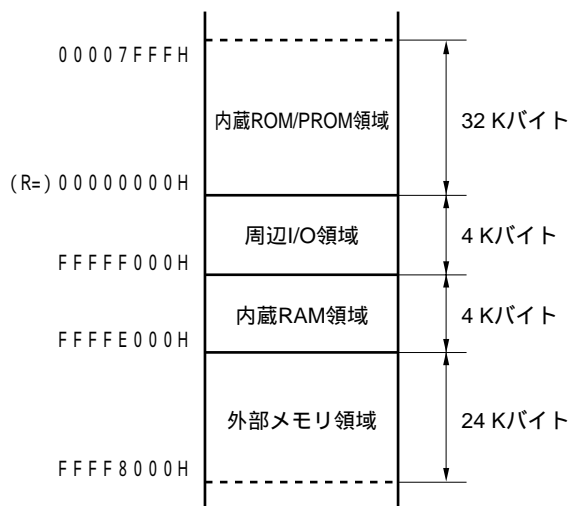 00007FFFH
内蔵ROM/PROM領域
32 Kバイト
(R=)00000000H
周辺I/O領域
4 Kバイト
FFFFF000H
内蔵RAM領域
4 Kバイト
FFFFE000H
外部メモリ領域
24 Kバイト
FFFF8000H